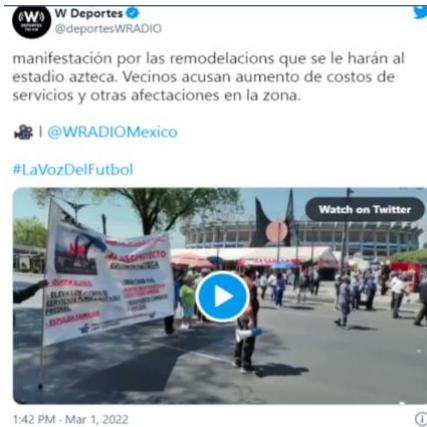 W Deportes
@deportesWRADIO
manifestación por las remodelacions que se le harán al
estadio azteca. Vecinos acusan aumento de costos de
servicios y otras afectaciones en la zona.
| @WRADIOMexico
#LaVozDelFutbol
Watch on Twitter
1:42 PM · Mar 1, 2022